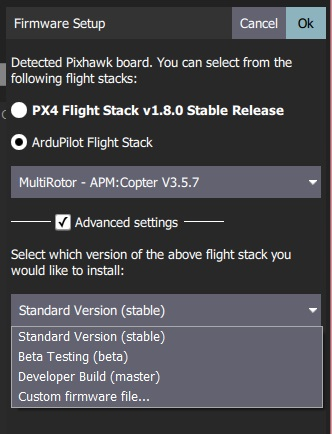 Firmware Setup
Cancel
Ok
Detected Pixhawk board. You can select from the
following flight stacks:
PX4 Flight Stack v1.8.0 Stable Release
ArduPilot Flight Stack
MultiRotor - APM:Copter V3.5.7
Advanced settings
Select which version of the above flight stack you
would like to install:
Standard Version (stable)
Standard Version (stable)
Beta Testing (beta)
Developer Build (master)
Custom firmware file...